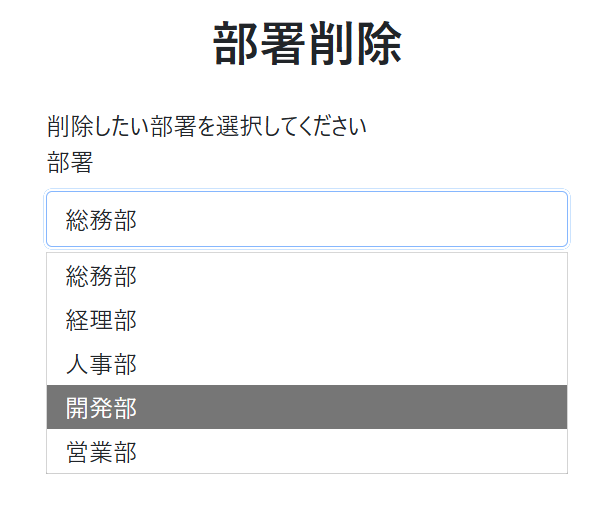 部署削除
削除したい部署を選択してください
部署
総務部
総務部
経理部
人事部
開発部
営業部